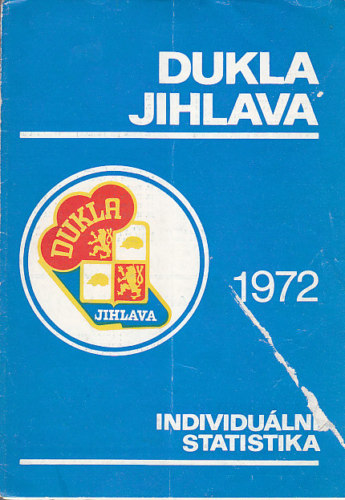 DUKLA
JIHLAVA
DUKLA
JIHLAVA
1972
INDIVIDUÁLNÍ
STATISTIKA